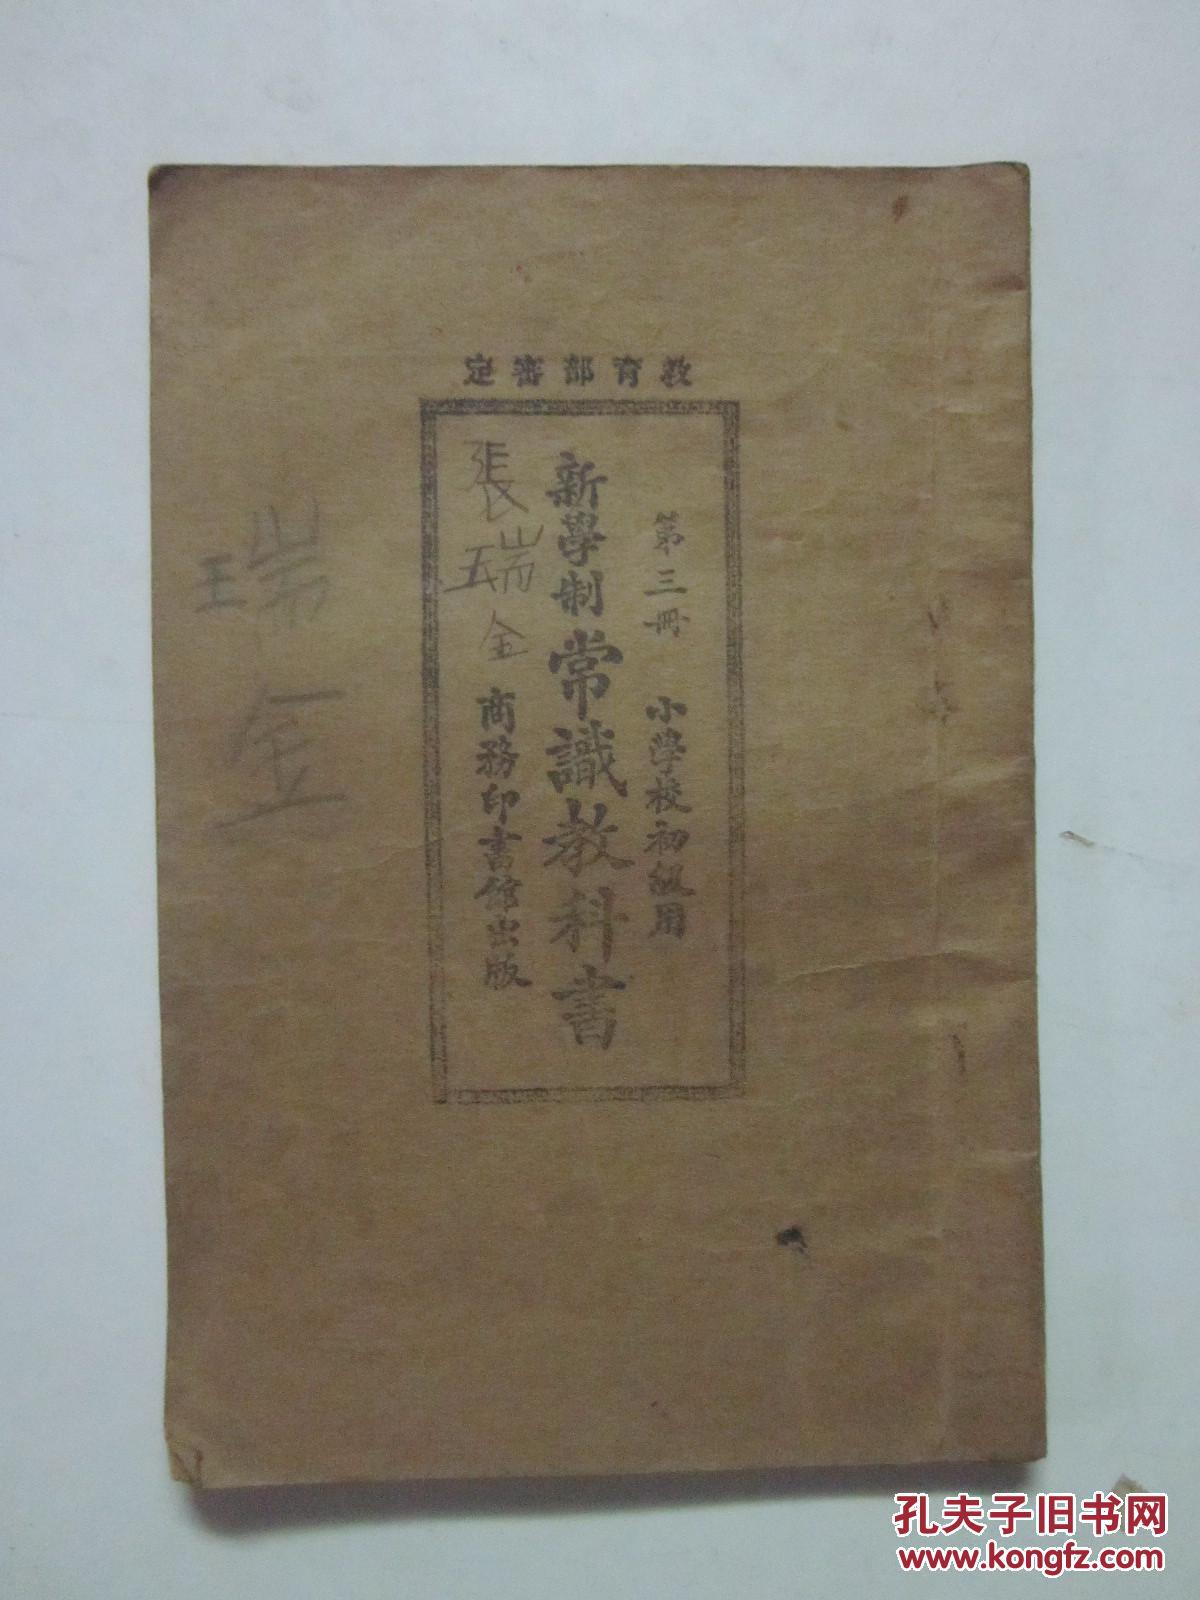 教育部審定
第三冊 小學校初級用
新學制常識教科書
張瑞金
商務印書館出版
瑞金
孔夫子旧书网
www.kongfz.com